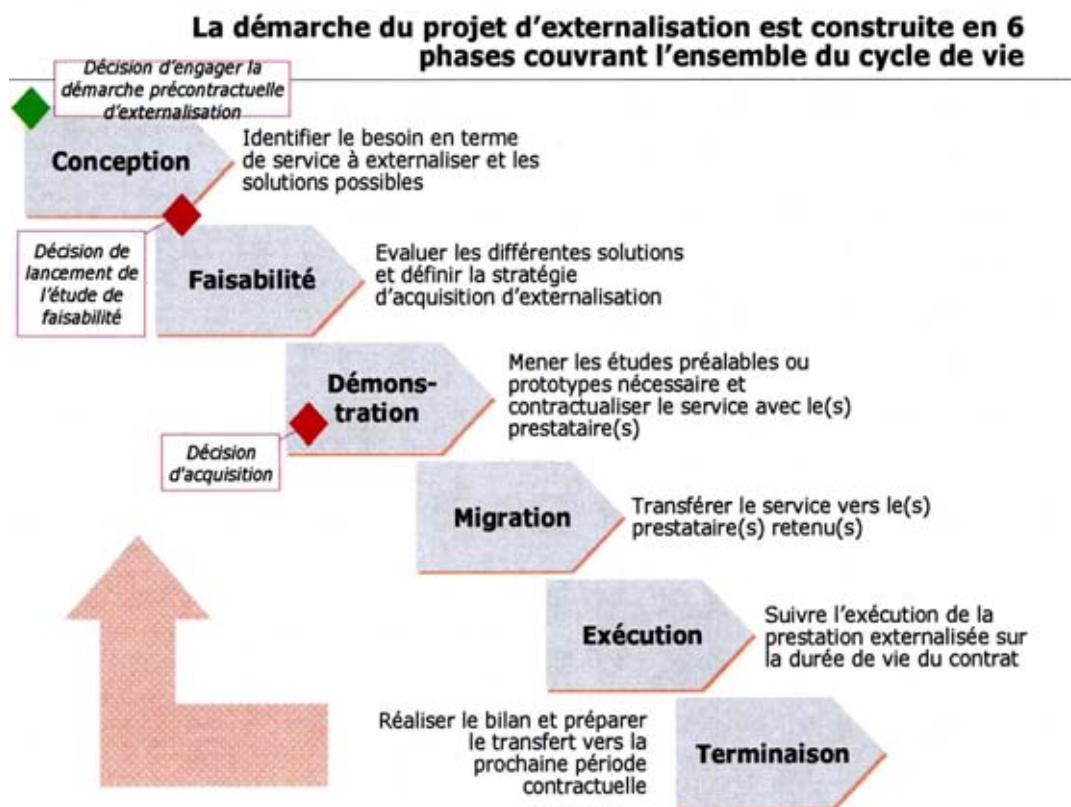 La démarche du projet d'externalisation est construite en 6
phases couvrant l'ensemble du cycle de vie
Décision d'engager la
démarche précontractuelle
d'externalisation
Conception
Identifier le besoin en terme
de service à externaliser et les
solutions possibles
Décision de
lancement de
l'étude de
faisabilité
Faisabilité
Evaluer les différentes solutions
et définir la stratégie
d'acquisition d'externalisation
Démons-
tration
Mener les études préalables ou
prototypes nécessaire et
contractualiser le service avec le(s)
prestataire(s)
Décision
d'acquisition
Migration
Transférer le service vers le(s)
prestataire(s) retenu(s)
Exécution
Suivre l'exécution de la
prestation externalisée sur
la durée de vie du contrat
Réaliser le bilan et préparer
le transfert vers la
prochaine période
contractuelle
Terminaison